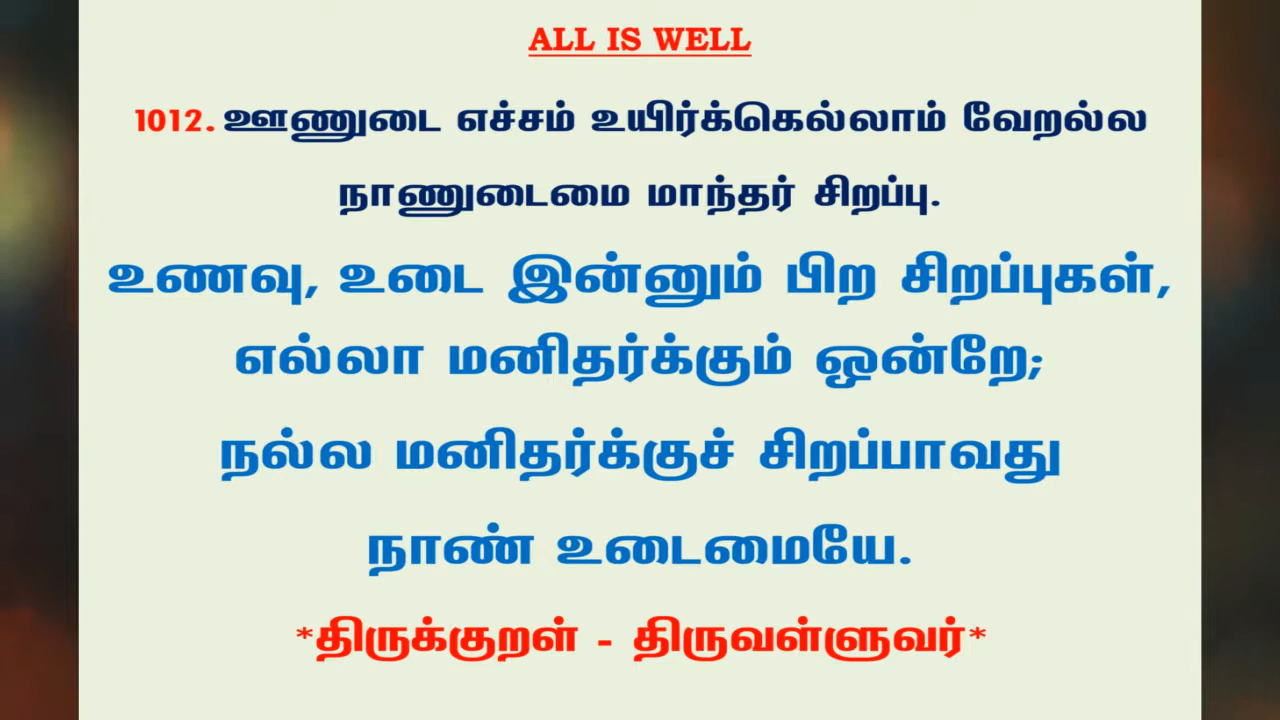 ALL IS WELL
1012. ஊணுடை எச்சம் உயிர்க்கெல்லாம் வேறல்ல
நாணுடைமை மாந்தர் சிறப்பு.
உணவு, உடை இன்னும் பிற சிறப்புகள்,
எல்லா மனிதர்க்கும் ஒன்றே;
நல்ல மனிதர்க்குச் சிறப்பாவது
நாண் உடைமையே.
*திருக்குறள் - திருவள்ளுவர்*